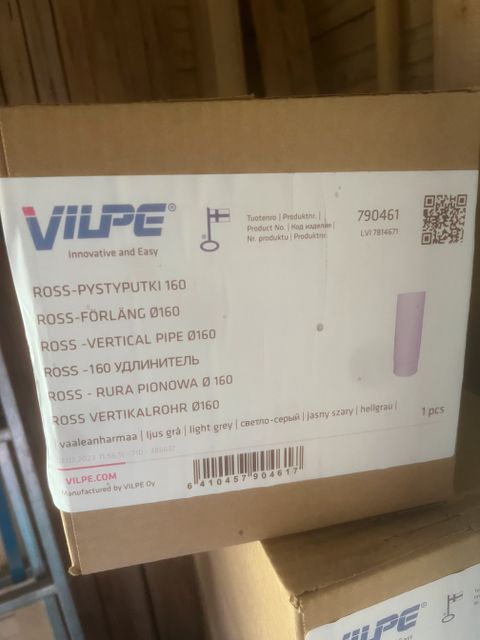 VILPE®
Innovative and Easy
Tuotenro | Produktnr. |
Product No. | Код изделия |
Nr. produktu | Produktnr.
790461
LVI 7814671
ROSS-PYSTYPUTKI 160
ROSS-FÖRLÄNG Ø160
ROSS -VERTICAL PIPE Ø160
ROSS -160 УДЛИНИТЕЛЬ
ROSS - RURA PIONOWA Ø 160
ROSS VERTIKALROHR Ø160
vaaleanharmaa | ljus grå | light grey | светло-серый | jasny szary | hellgrau |
1 pcs
VILPE.COM
Manufactured by VILPE Oy
6 410457 904617
VILPE